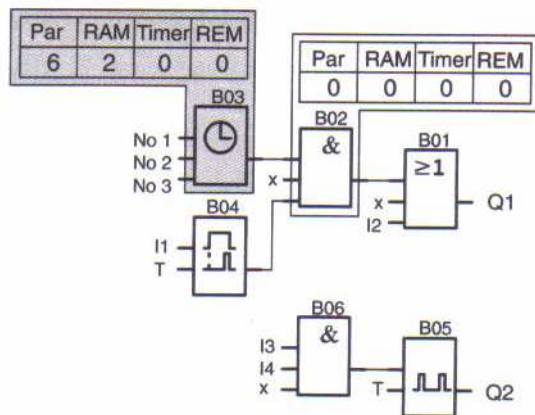 Par RAM Timer REM
6 2 0 0
Par RAM Timer REM
0 0 0 0
B03
No 1
No 2
No 3
B02
&
x
B01
≥1
x
I2
Q1
B04
I1
T
B06
&
I3
I4
x
B05
T
Q2